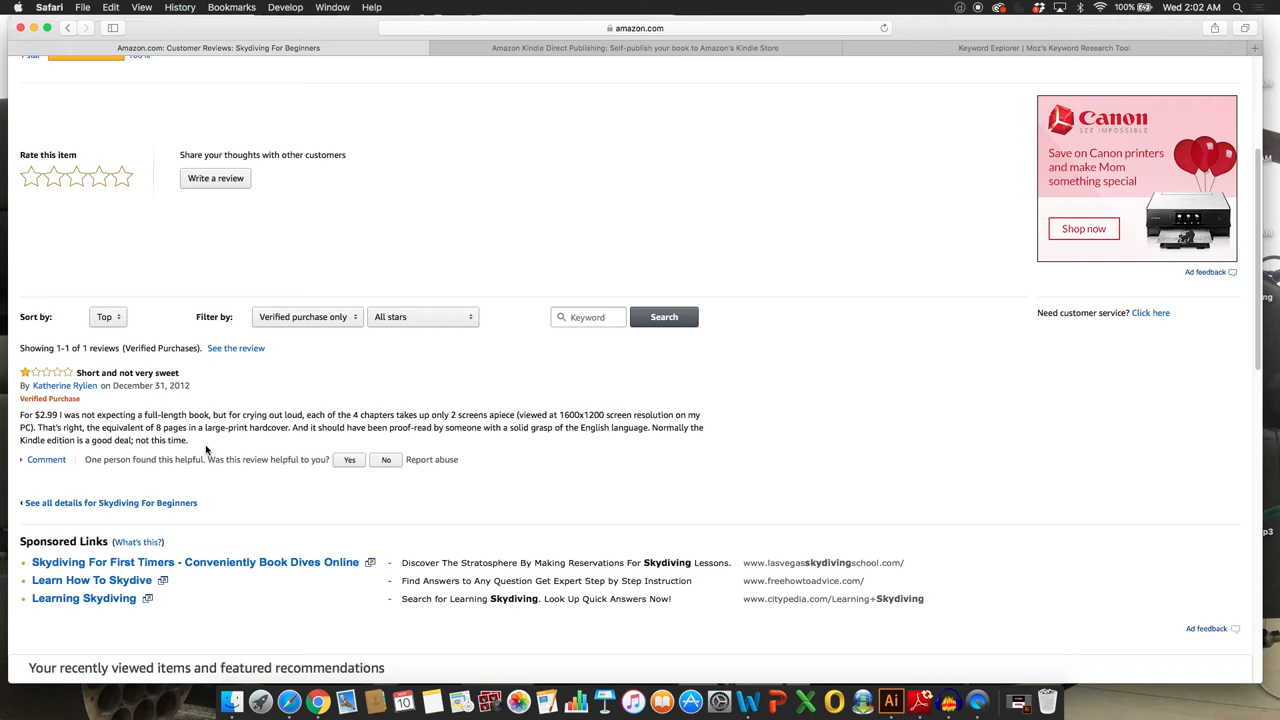 Safari File Edit View History Bookmarks Develop Window Help 100% Wed 2:02 AM
amazon.com
Amazon.com: Customer Reviews: Skydiving For Beginners Amazon Kindle Direct Publishing: Self-publish your book to Amazon's Kindle Store Keyword Explorer | Moz's Keyword Research Tool
1 star 100%
Canon
SEE IMPOSSIBLE
Save on Canon printers
and make Mom
something special
Shop now
Ad feedback
Rate this item Share your thoughts with other customers
Write a review
Need customer service? Click here
Sort by: Top Filter by: Verified purchase only All stars Keyword Search
Showing 1-1 of 1 reviews (Verified Purchases). See the review
Short and not very sweet
By Katherine Rylien on December 31, 2012
Verified Purchase
For $2.99 I was not expecting a full-length book, but for crying out loud, each of the 4 chapters takes up only 2 screens apiece (viewed at 1600x1200 screen resolution on my
PC). That's right, the equivalent of 8 pages in a large-print hardcover. And it should have been proof-read by someone with a solid grasp of the English language. Normally the
Kindle edition is a good deal; not this time.
Comment One person found this helpful. Was this review helpful to you? Yes No Report abuse
See all details for Skydiving For Beginners
Sponsored Links (What's this?)
Skydiving For First Timers - Conveniently Book Dives Online - Discover The Stratosphere By Making Reservations For Skydiving Lessons. www.lasvegasskydivingschool.com/
Learn How To Skydive - Find Answers to Any Question Get Expert Step by Step Instruction www.freehowtoadvice.com/
Learning Skydiving - Search for Learning Skydiving. Look Up Quick Answers Now! www.citypedia.com/Learning+Skydiving
Ad feedback
Your recently viewed items and featured recommendations